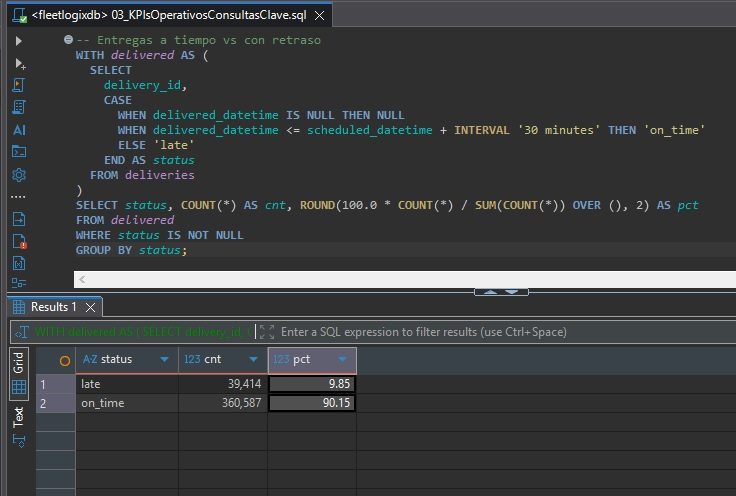 <fleetlogixdb> 03_KPIsOperativosConsultasClave.sql
-- Entregas a tiempo vs con retraso
WITH delivered AS (
SELECT
delivery_id,
CASE
WHEN delivered_datetime IS NULL THEN NULL
WHEN delivered_datetime <= scheduled_datetime + INTERVAL '30 minutes' THEN 'on_time'
ELSE 'late'
END AS status
FROM deliveries
)
SELECT status, COUNT(*) AS cnt, ROUND(100.0 * COUNT(*) / SUM(COUNT(*)) OVER (), 2) AS pct
FROM delivered
WHERE status IS NOT NULL
GROUP BY status;
AI
Results 1
WITH delivered AS ( SELECT delivery_id, ( Enter a SQL expression to filter results (use Ctrl+Space)
Grid
Text
A-Z status 123 cnt 123 pct
1 late 39,414 9.85
2 on_time 360,587 90.15